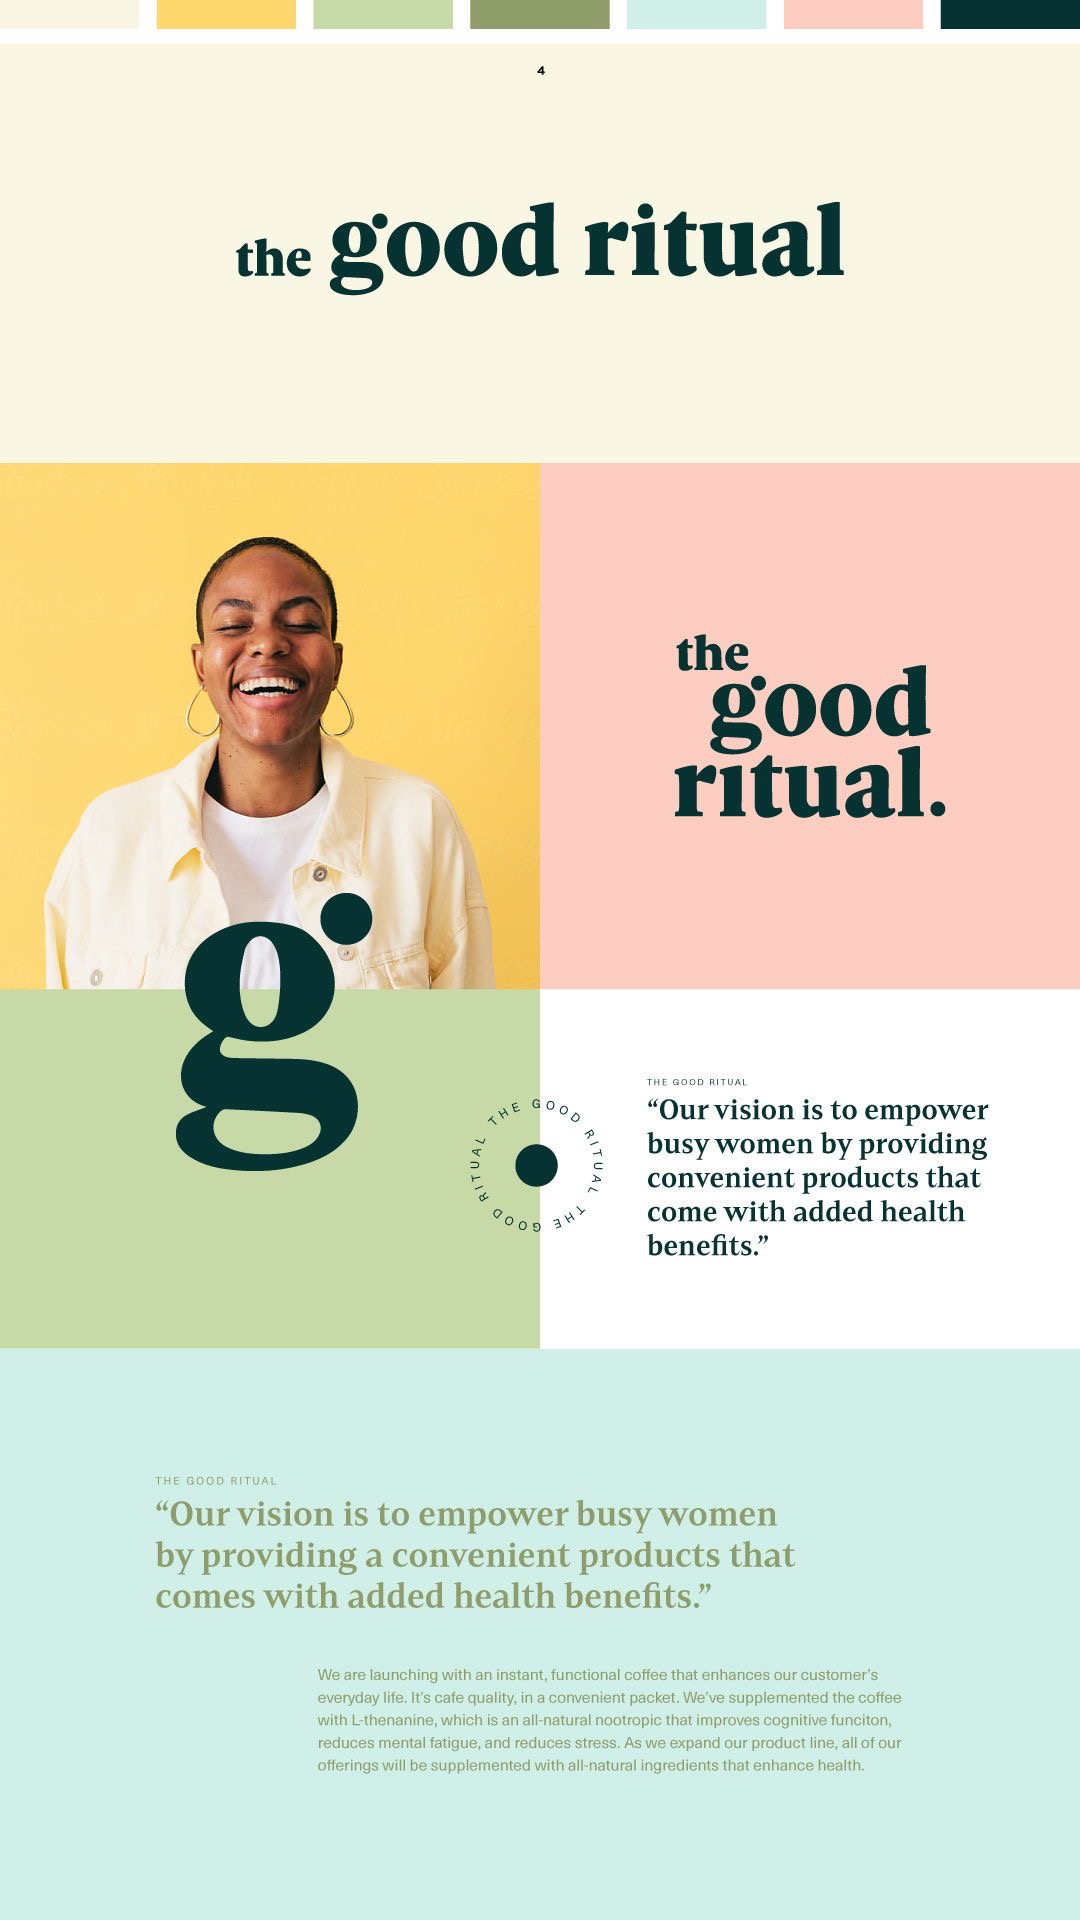 4
the good ritual
the
good
ritual.
g
THE GOOD RITUAL THE GOOD RITUAL
THE GOOD RITUAL
“Our vision is to empower
busy women by providing
convenient products that
come with added health
benefits.”
THE GOOD RITUAL
“Our vision is to empower busy women
by providing a convenient products that
comes with added health benefits.”
We are launching with an instant, functional coffee that enhances our customer’s
everyday life. It’s cafe quality, in a convenient packet. We’ve supplemented the coffee
with L-thenanine, which is an all-natural nootropic that improves cognitive funciton,
reduces mental fatigue, and reduces stress. As we expand our product line, all of our
offerings will be supplemented with all-natural ingredients that enhance health.